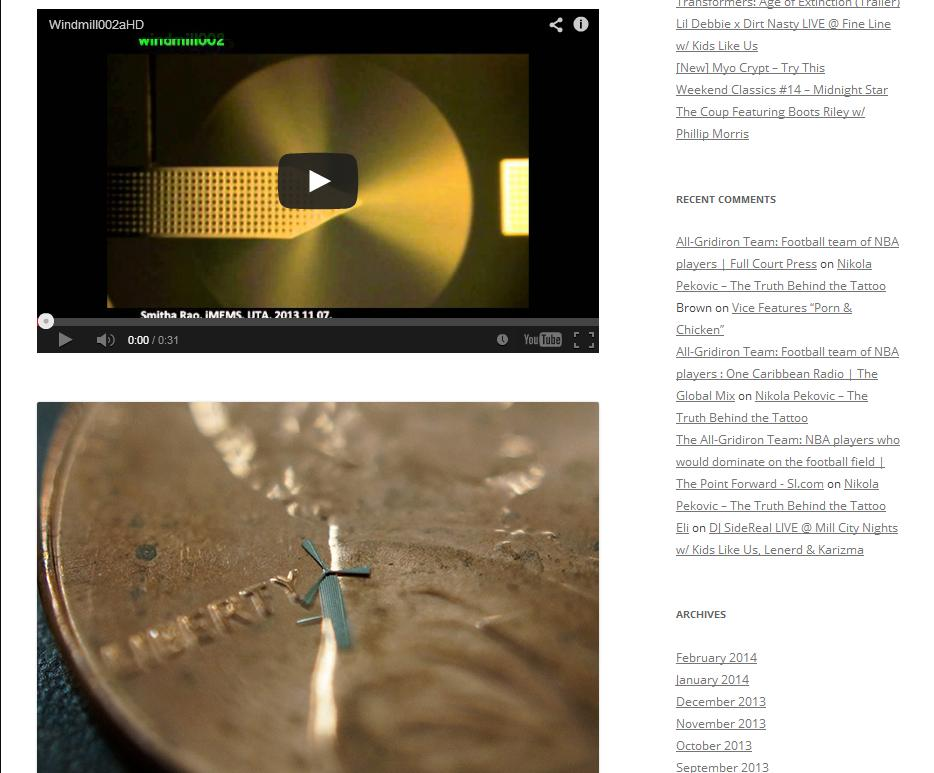 Windmill002aHD
windmill002
Smitha Rao, iMEMS, UTA, 2013 11 07.
0:00 / 0:31
YouTube
LIBERTY
Transformers: Age of Extinction (Trailer)
Lil Debbie x Dirt Nasty LIVE @ Fine Line
w/ Kids Like Us
[New] Myo Crypt – Try This
Weekend Classics #14 – Midnight Star
The Coup Featuring Boots Riley w/
Phillip Morris
RECENT COMMENTS
All-Gridiron Team: Football team of NBA
players | Full Court Press on Nikola
Pekovic – The Truth Behind the Tattoo
Brown on Vice Features “Porn &
Chicken”
All-Gridiron Team: Football team of NBA
players : One Caribbean Radio | The
Global Mix on Nikola Pekovic – The
Truth Behind the Tattoo
The All-Gridiron Team: NBA players who
would dominate on the football field |
The Point Forward - SI.com on Nikola
Pekovic – The Truth Behind the Tattoo
Eli on DJ SideReal LIVE @ Mill City Nights
w/ Kids Like Us, Lenerd & Karizma
ARCHIVES
February 2014
January 2014
December 2013
November 2013
October 2013
September 2013